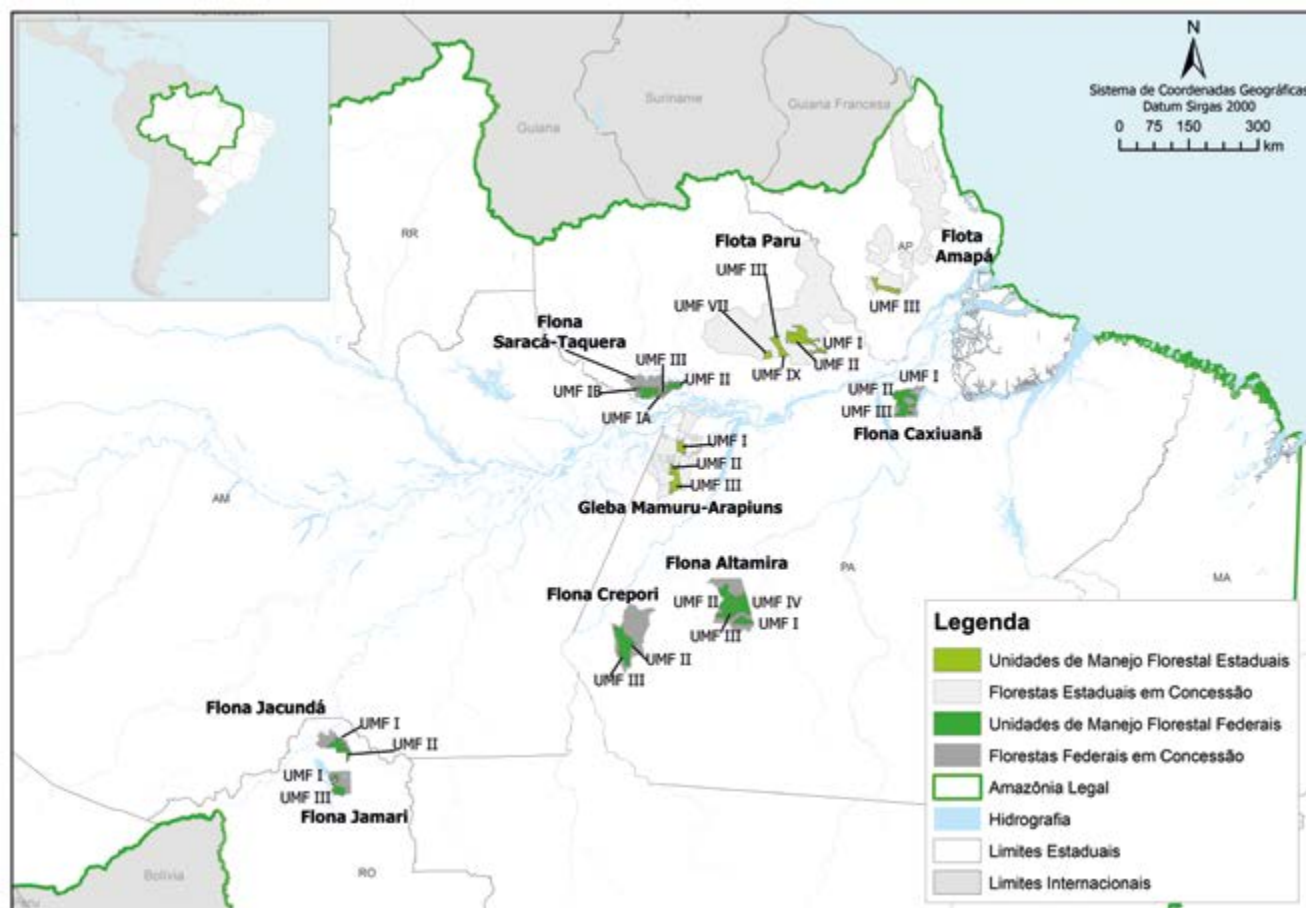 N
Sistema de Coordenadas Geográficas
Datum Sirgas 2000
0 75 150 300
km
Suriname
Guiana Francesa
Guiana
RR
AP
Flota Paru
UMF III
UMF VII
UMF IX
UMF I
UMF II
Flota
Amapá
UMF III
Flona
Saracá-Taquera
UMF III
UMF II
UMF IB
UMF IA
UMF I
UMF II
UMF III
Flona Caxiuanã
UMF I
UMF II
UMF III
Gleba Mamuru-Arapiuns
AM
PA
MA
Flona Altamira
UMF II
UMF IV
UMF III
UMF I
Flona Crepori
UMF II
UMF III
Flona Jacundá
UMF I
UMF II
UMF I
UMF III
Flona Jamari
Bolívia
RO
Legenda
Unidades de Manejo Florestal Estaduais
Florestas Estaduais em Concessão
Unidades de Manejo Florestal Federais
Florestas Federais em Concessão
Amazônia Legal
Hidrografia
Limites Estaduais
Limites Internacionais